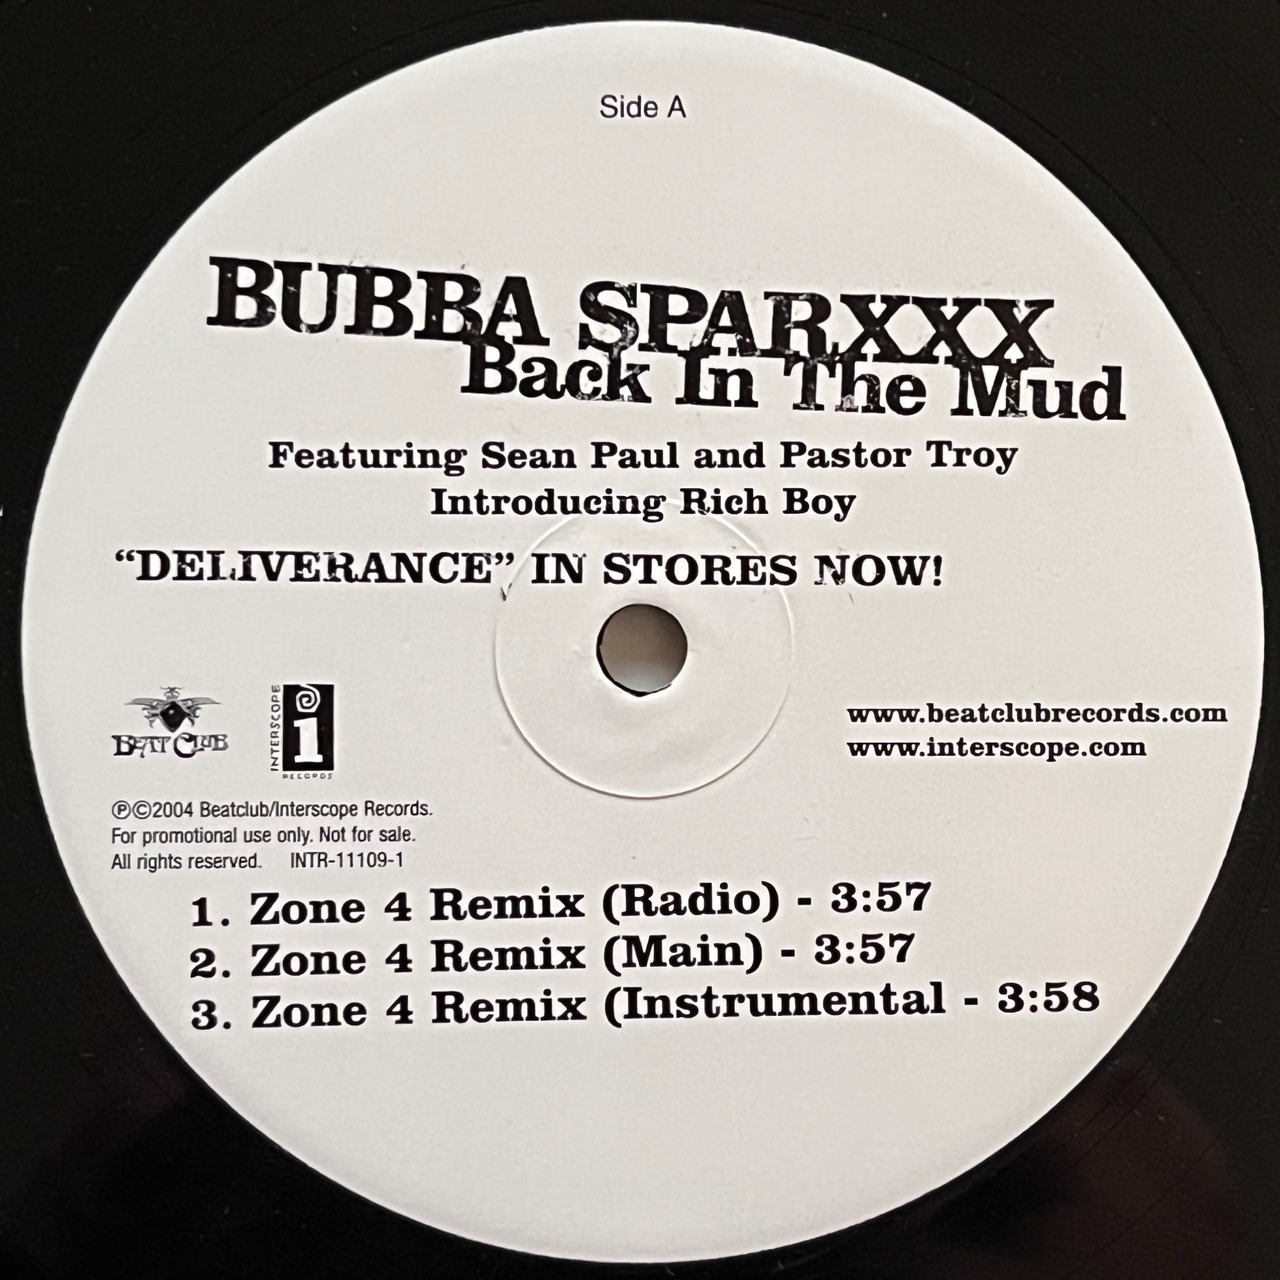 Side A
BUBBA SPARXXX
Back In The Mud
Featuring Sean Paul and Pastor Troy
Introducing Rich Boy
“DELIVERANCE” IN STORES NOW!
BEAT CLUB
INTERSCOPE
i
RECORDS
www.beatclubrecords.com
www.interscope.com
℗©2004 Beatclub/Interscope Records.
For promotional use only. Not for sale.
All rights reserved. INTR-11109-1
1. Zone 4 Remix (Radio) - 3:57
2. Zone 4 Remix (Main) - 3:57
3. Zone 4 Remix (Instrumental - 3:58